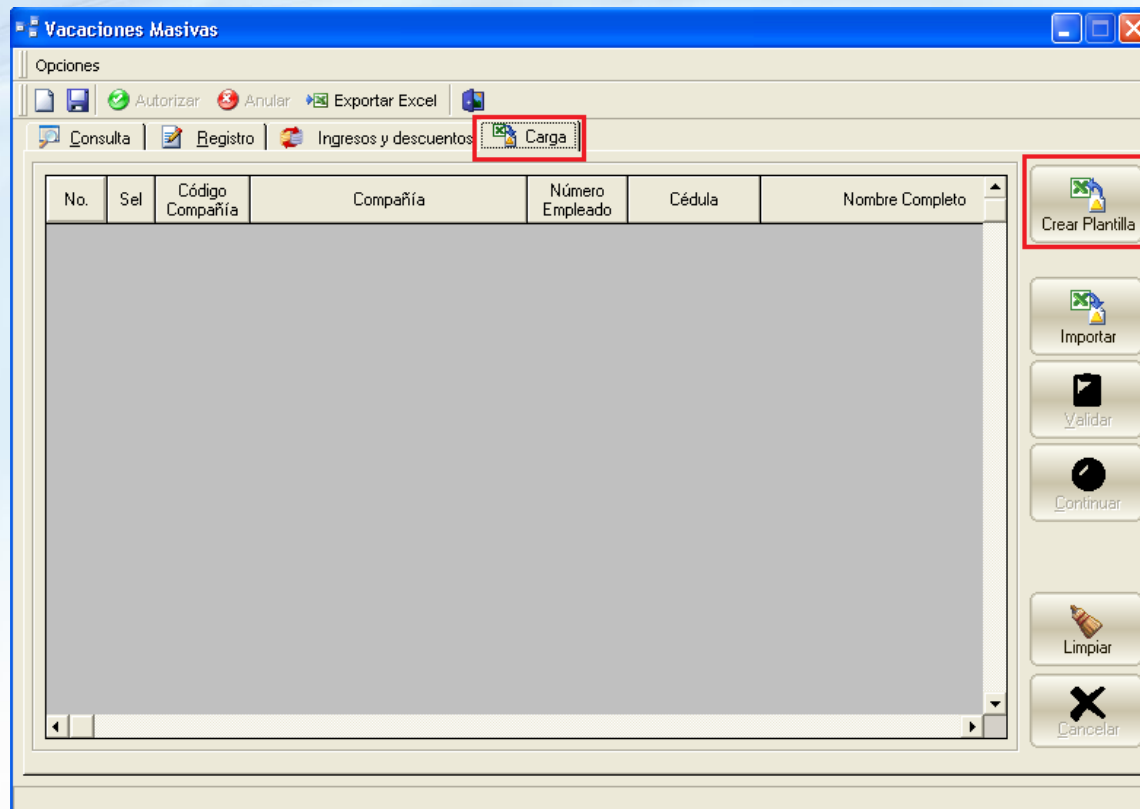 Vacaciones Masivas
Opciones
Autorizar Anular Exportar Excel
Consulta Registro Ingresos y descuentos Carga
No. Sel Código Compañía Compañía Número Empleado Cédula Nombre Completo
Crear Plantilla
Importar
Validar
Continuar
Limpiar
Cancelar